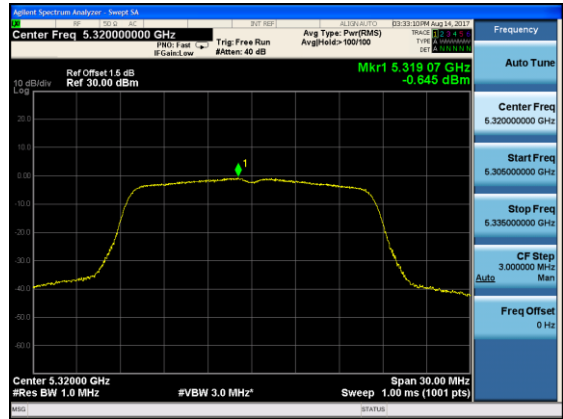 Agilent Spectrum Analyzer - Swept SA
RF 50 Ω AC INT REF ALIGN AUTO 03:33:10 PM Aug 14, 2017
Center Freq 5.320000000 GHz
PNO: Fast
IFGain:Low
Trig: Free Run
#Atten: 40 dB
Avg Type: Pwr(RMS)
Avg|Hold:>100/100
TRACE 1 2 3 4 5 6
TYPE
DET A N N N N N
Frequency
Mkr1 5.319 07 GHz
-0.645 dBm
Ref Offset 1.5 dB
Ref 30.00 dBm
10 dB/div
Log
20.0
10.0
0.00
-10.0
-20.0
-30.0
-40.0
-50.0
-60.0
1
Auto Tune
Center Freq
5.320000000 GHz
Start Freq
5.305000000 GHz
Stop Freq
5.335000000 GHz
CF Step
3.000000 MHz
Auto Man
Freq Offset
0 Hz
Center 5.32000 GHz
#Res BW 1.0 MHz
#VBW 3.0 MHz*
Span 30.00 MHz
Sweep 1.00 ms (1001 pts)
MSG
STATUS